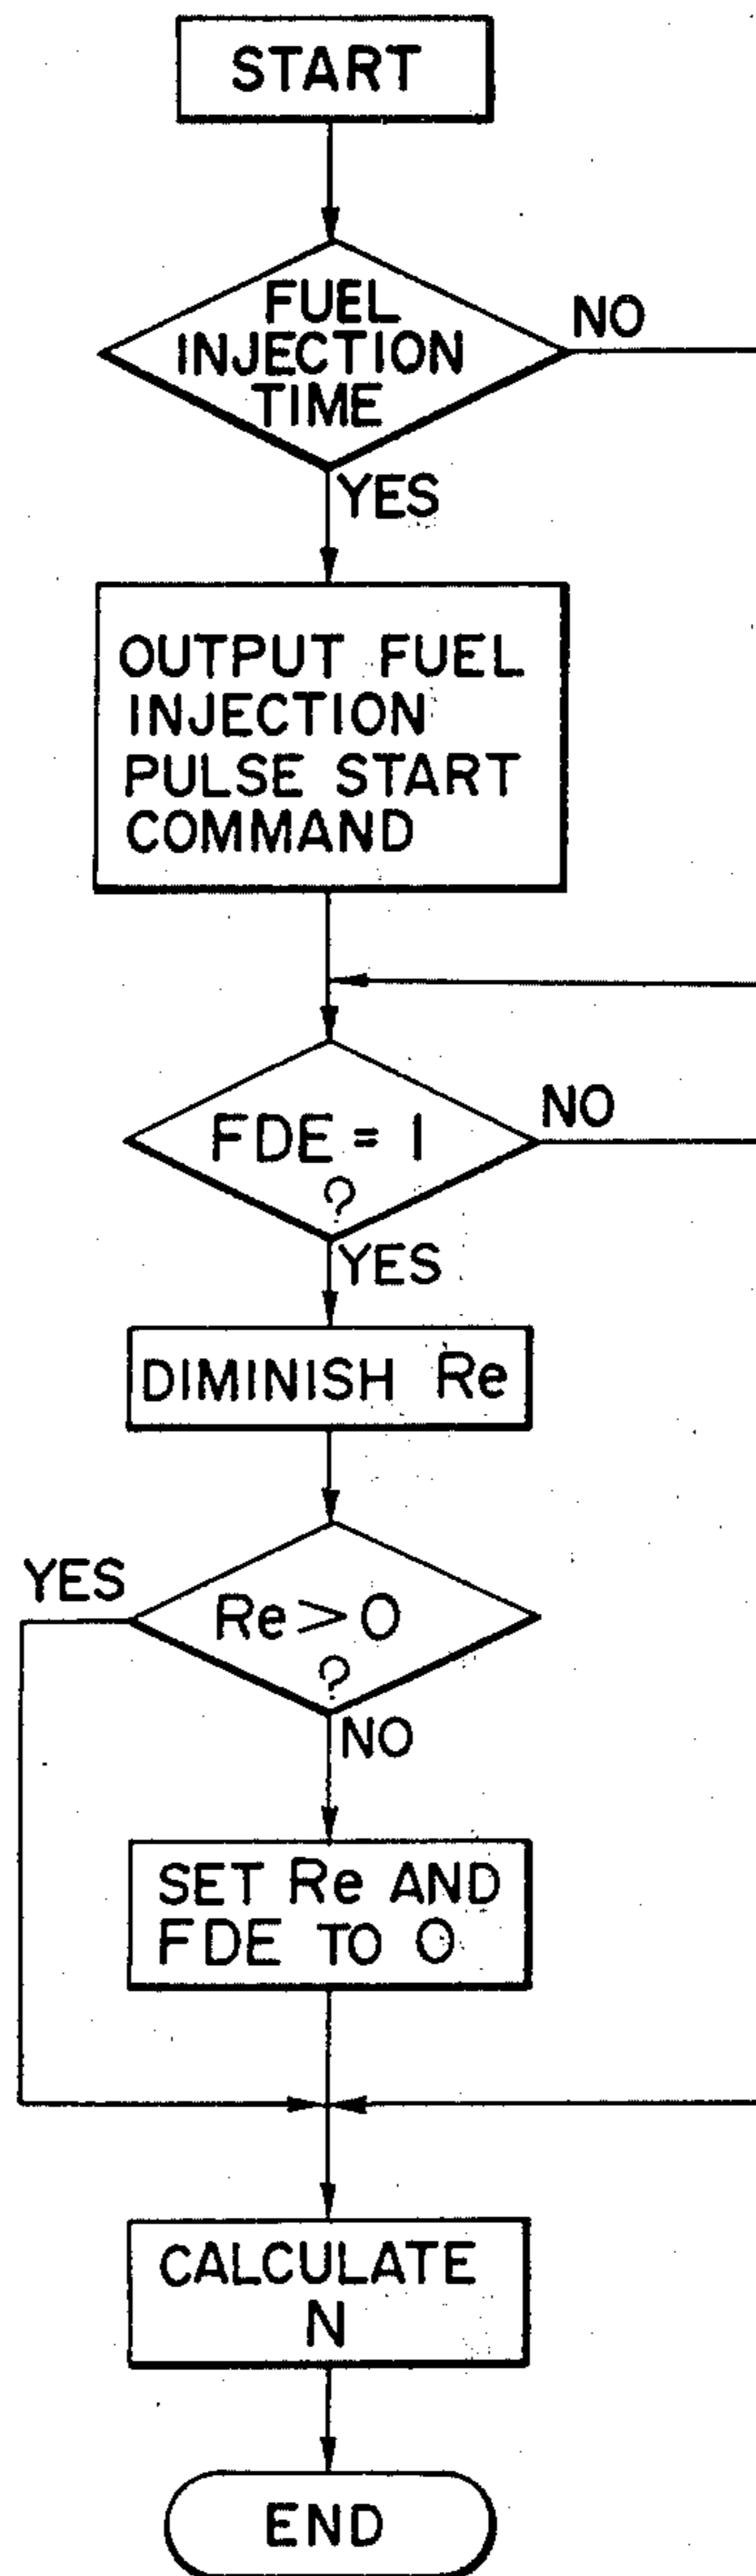 START
FUEL
INJECTION
TIME
NO
YES
OUTPUT FUEL
INJECTION
PULSE START
COMMAND
FDE = 1
?
NO
YES
DIMINISH Re
Re > 0
?
YES
NO
SET Re AND
FDE TO 0
CALCULATE
N
END